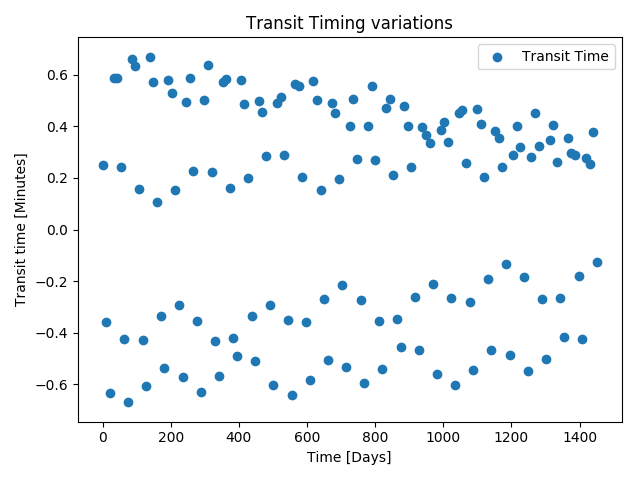 Transit Timing variations
Transit Time
Transit time [Minutes]
0.6
0.4
0.2
0.0
−0.2
−0.4
−0.6
0 200 400 600 800 1000 1200 1400
Time [Days]